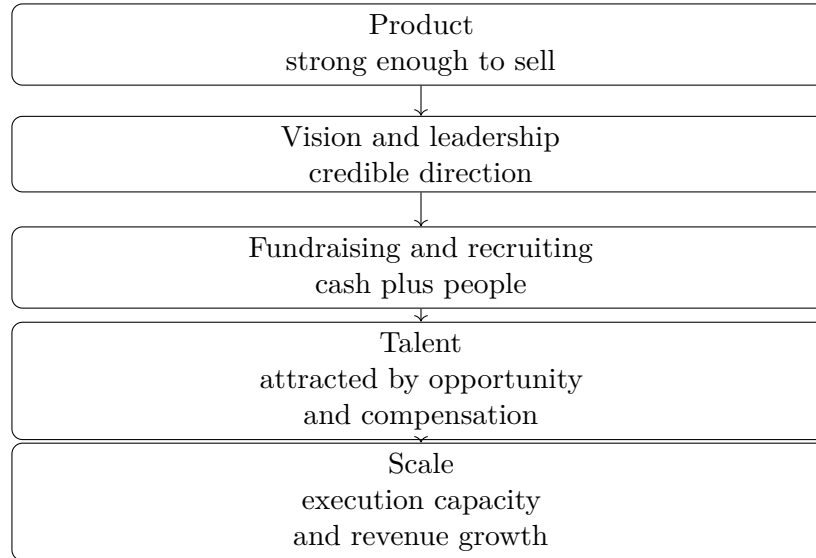 Product
strong enough to sell
Vision and leadership
credible direction
Fundraising and recruiting
cash plus people
Talent
attracted by opportunity
and compensation
Scale
execution capacity
and revenue growth